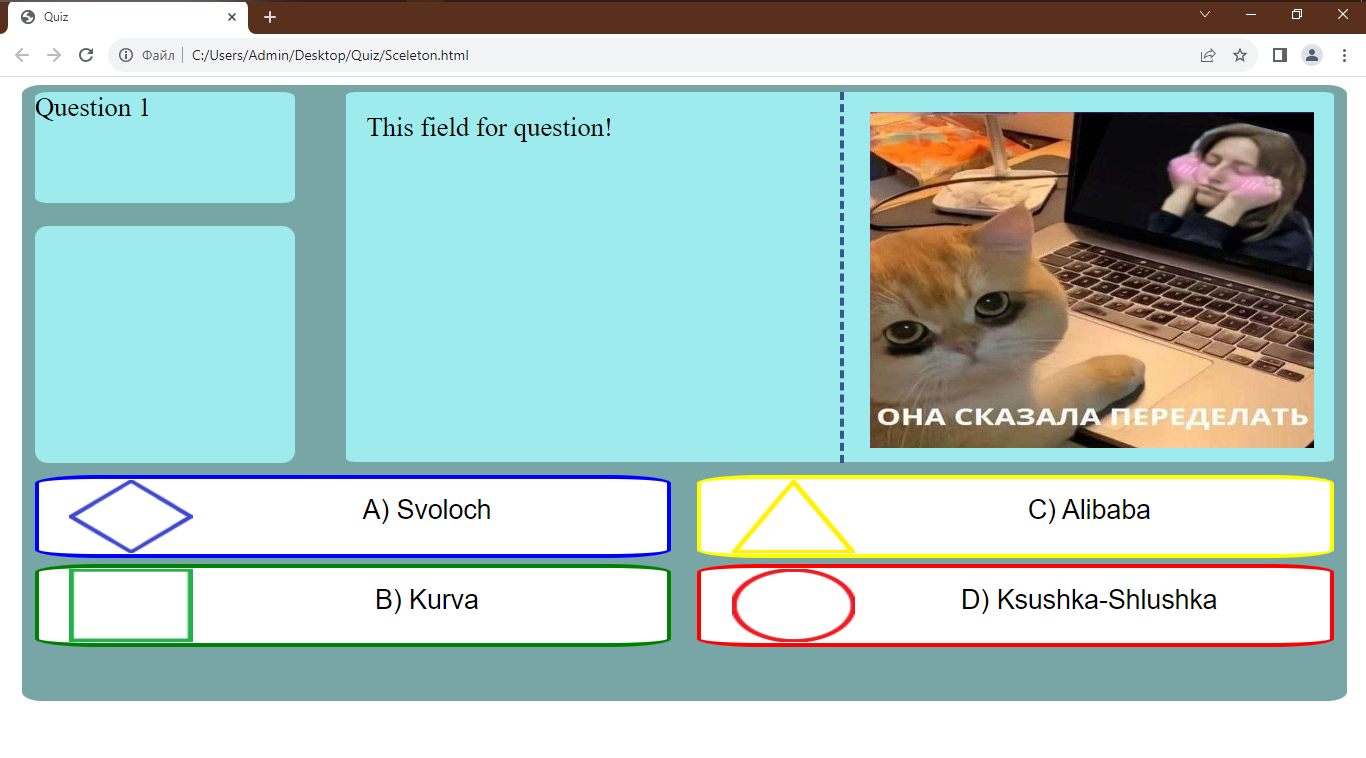 Quiz
Файл
C:/Users/Admin/Desktop/Quiz/Sceleton.html
Question 1
This field for question!
ОНА СКАЗАЛА ПЕРЕДЕЛАТЬ
A) Svoloch
C) Alibaba
B) Kurva
D) Ksushka-Shlushka